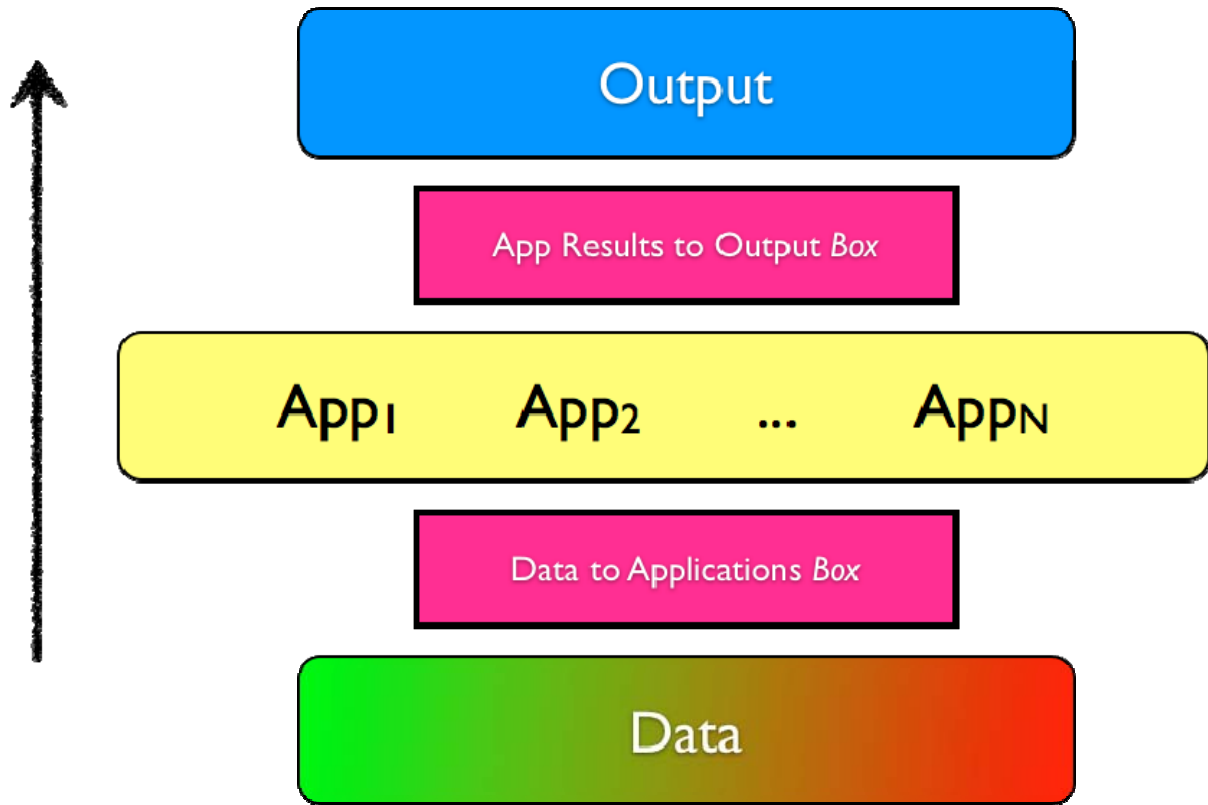 Output
App Results to Output Box
App1 App2 ... AppN
Data to Applications Box
Data